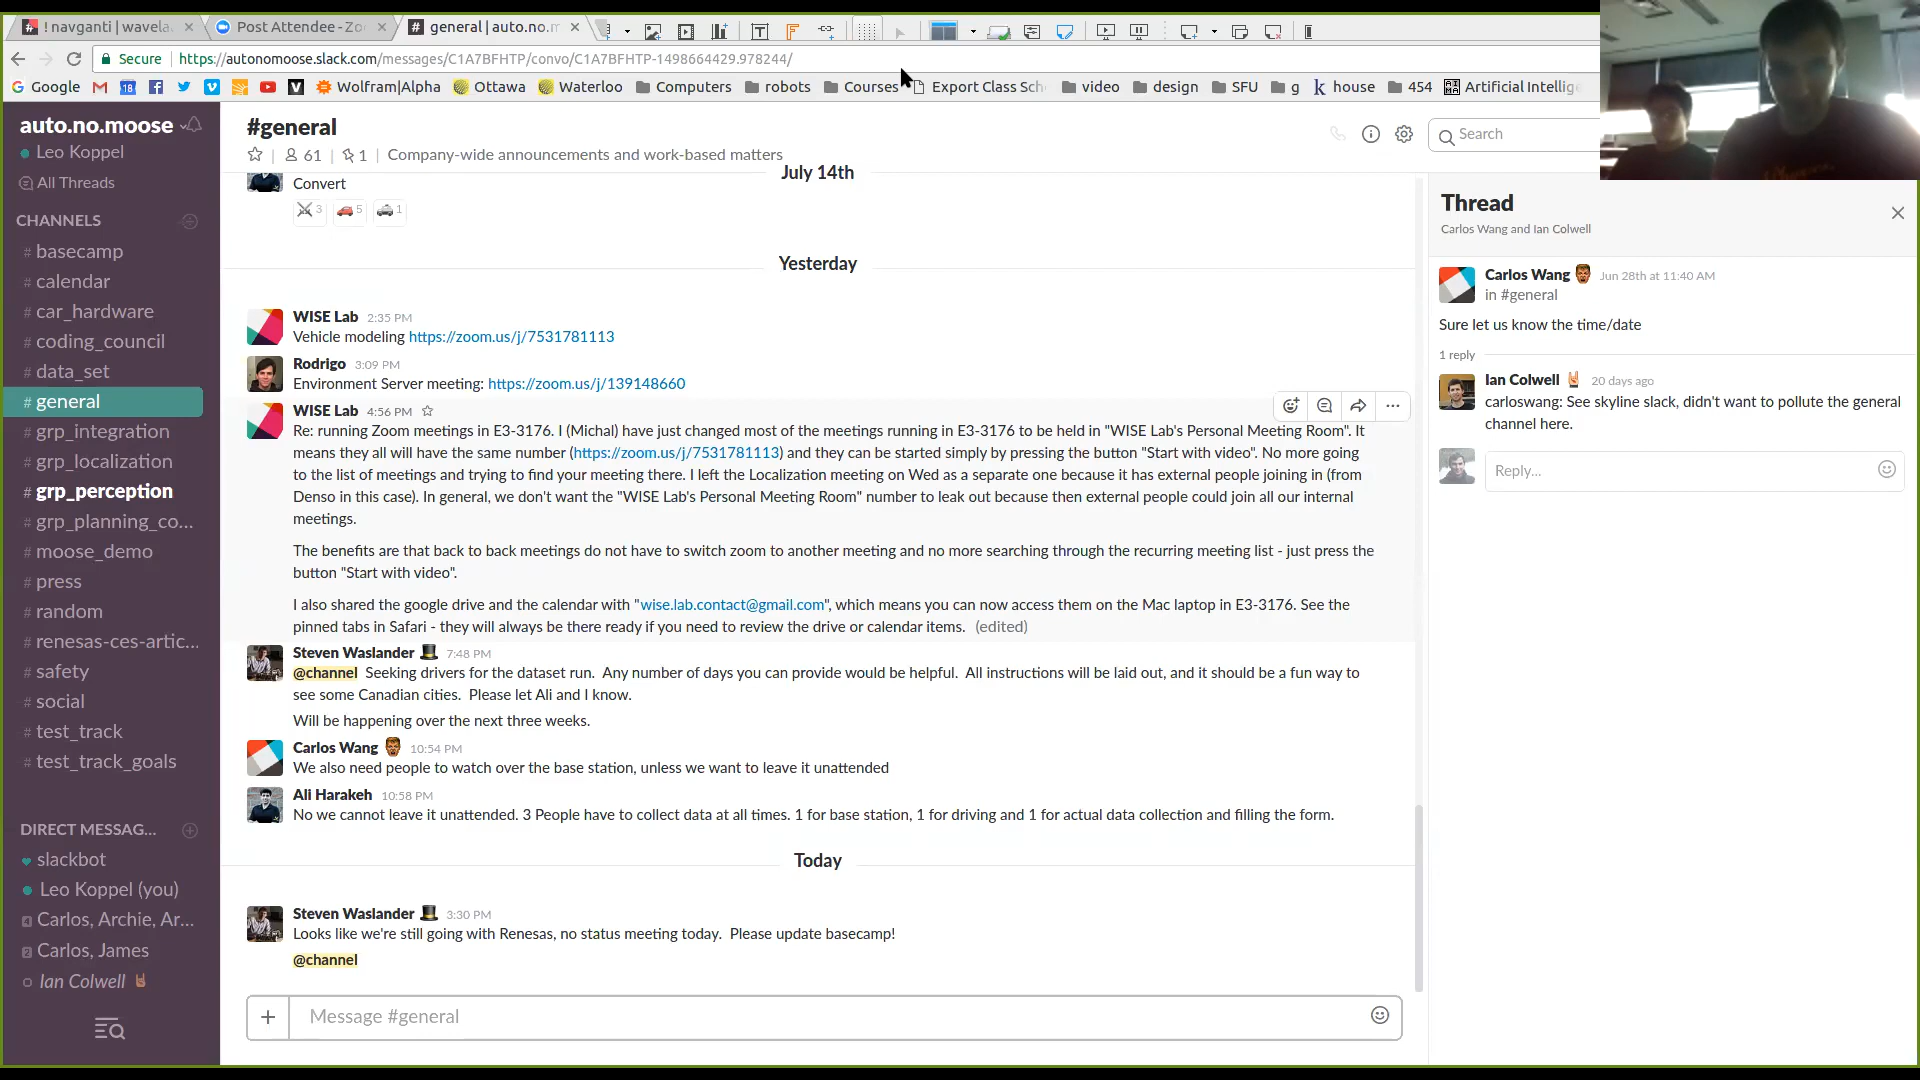 ! navganti | wavela
Post Attendee - Zo
general | auto.no.m
Secure
https://autonomoose.slack.com/messages/C1A7BFHTP/convo/C1A7BFHTP-1498664429.978244/
Google
18
Wolfram|Alpha
Ottawa
Waterloo
Computers
robots
Courses
Export Class Sch
video
design
SFU
g
k house
454
Artificial Intellig
auto.no.moose
Leo Koppel
All Threads
CHANNELS
# basecamp
# calendar
# car_hardware
# coding_council
# data_set
# general
# grp_integration
# grp_localization
# grp_perception
# grp_planning_co...
# moose_demo
# press
# random
# renesas-ces-artic...
# safety
# social
# test_track
# test_track_goals
DIRECT MESSAG...
slackbot
Leo Koppel (you)
Carlos, Archie, Ar...
2 Carlos, James
Ian Colwell
#general
61 | 1 | Company-wide announcements and work-based matters
Search
July 14th
Convert
3 5 1
Yesterday
WISE Lab 2:35 PM
Vehicle modeling https://zoom.us/j/7531781113
Rodrigo 3:09 PM
Environment Server meeting: https://zoom.us/j/139148660
WISE Lab 4:56 PM
Re: running Zoom meetings in E3-3176. I (Michal) have just changed most of the meetings running in E3-3176 to be held in "WISE Lab's Personal Meeting Room". It
means they all will have the same number (https://zoom.us/j/7531781113) and they can be started simply by pressing the button "Start with video". No more going
to the list of meetings and trying to find your meeting there. I left the Localization meeting on Wed as a separate one because it has external people joining in (from
Denso in this case). In general, we don't want the "WISE Lab's Personal Meeting Room" number to leak out because then external people could join all our internal
meetings.
The benefits are that back to back meetings do not have to switch zoom to another meeting and no more searching through the recurring meeting list - just press the
button "Start with video".
I also shared the google drive and the calendar with "wise.lab.contact@gmail.com", which means you can now access them on the Mac laptop in E3-3176. See the
pinned tabs in Safari - they will always be there ready if you need to review the drive or calendar items. (edited)
Steven Waslander 7:48 PM
@channel Seeking drivers for the dataset run. Any number of days you can provide would be helpful. All instructions will be laid out, and it should be a fun way to
see some Canadian cities. Please let Ali and I know.
Will be happening over the next three weeks.
Carlos Wang 10:54 PM
We also need people to watch over the base station, unless we want to leave it unattended
Ali Harakeh 10:58 PM
No we cannot leave it unattended. 3 People have to collect data at all times. 1 for base station, 1 for driving and 1 for actual data collection and filling the form.
Today
Steven Waslander 3:30 PM
Looks like we're still going with Renesas, no status meeting today. Please update basecamp!
@channel
Message #general
Thread
Carlos Wang and Ian Colwell
Carlos Wang Jun 28th at 11:40 AM
in #general
Sure let us know the time/date
1 reply
Ian Colwell 20 days ago
carloswang: See skyline slack, didn't want to pollute the general
channel here.
Reply...